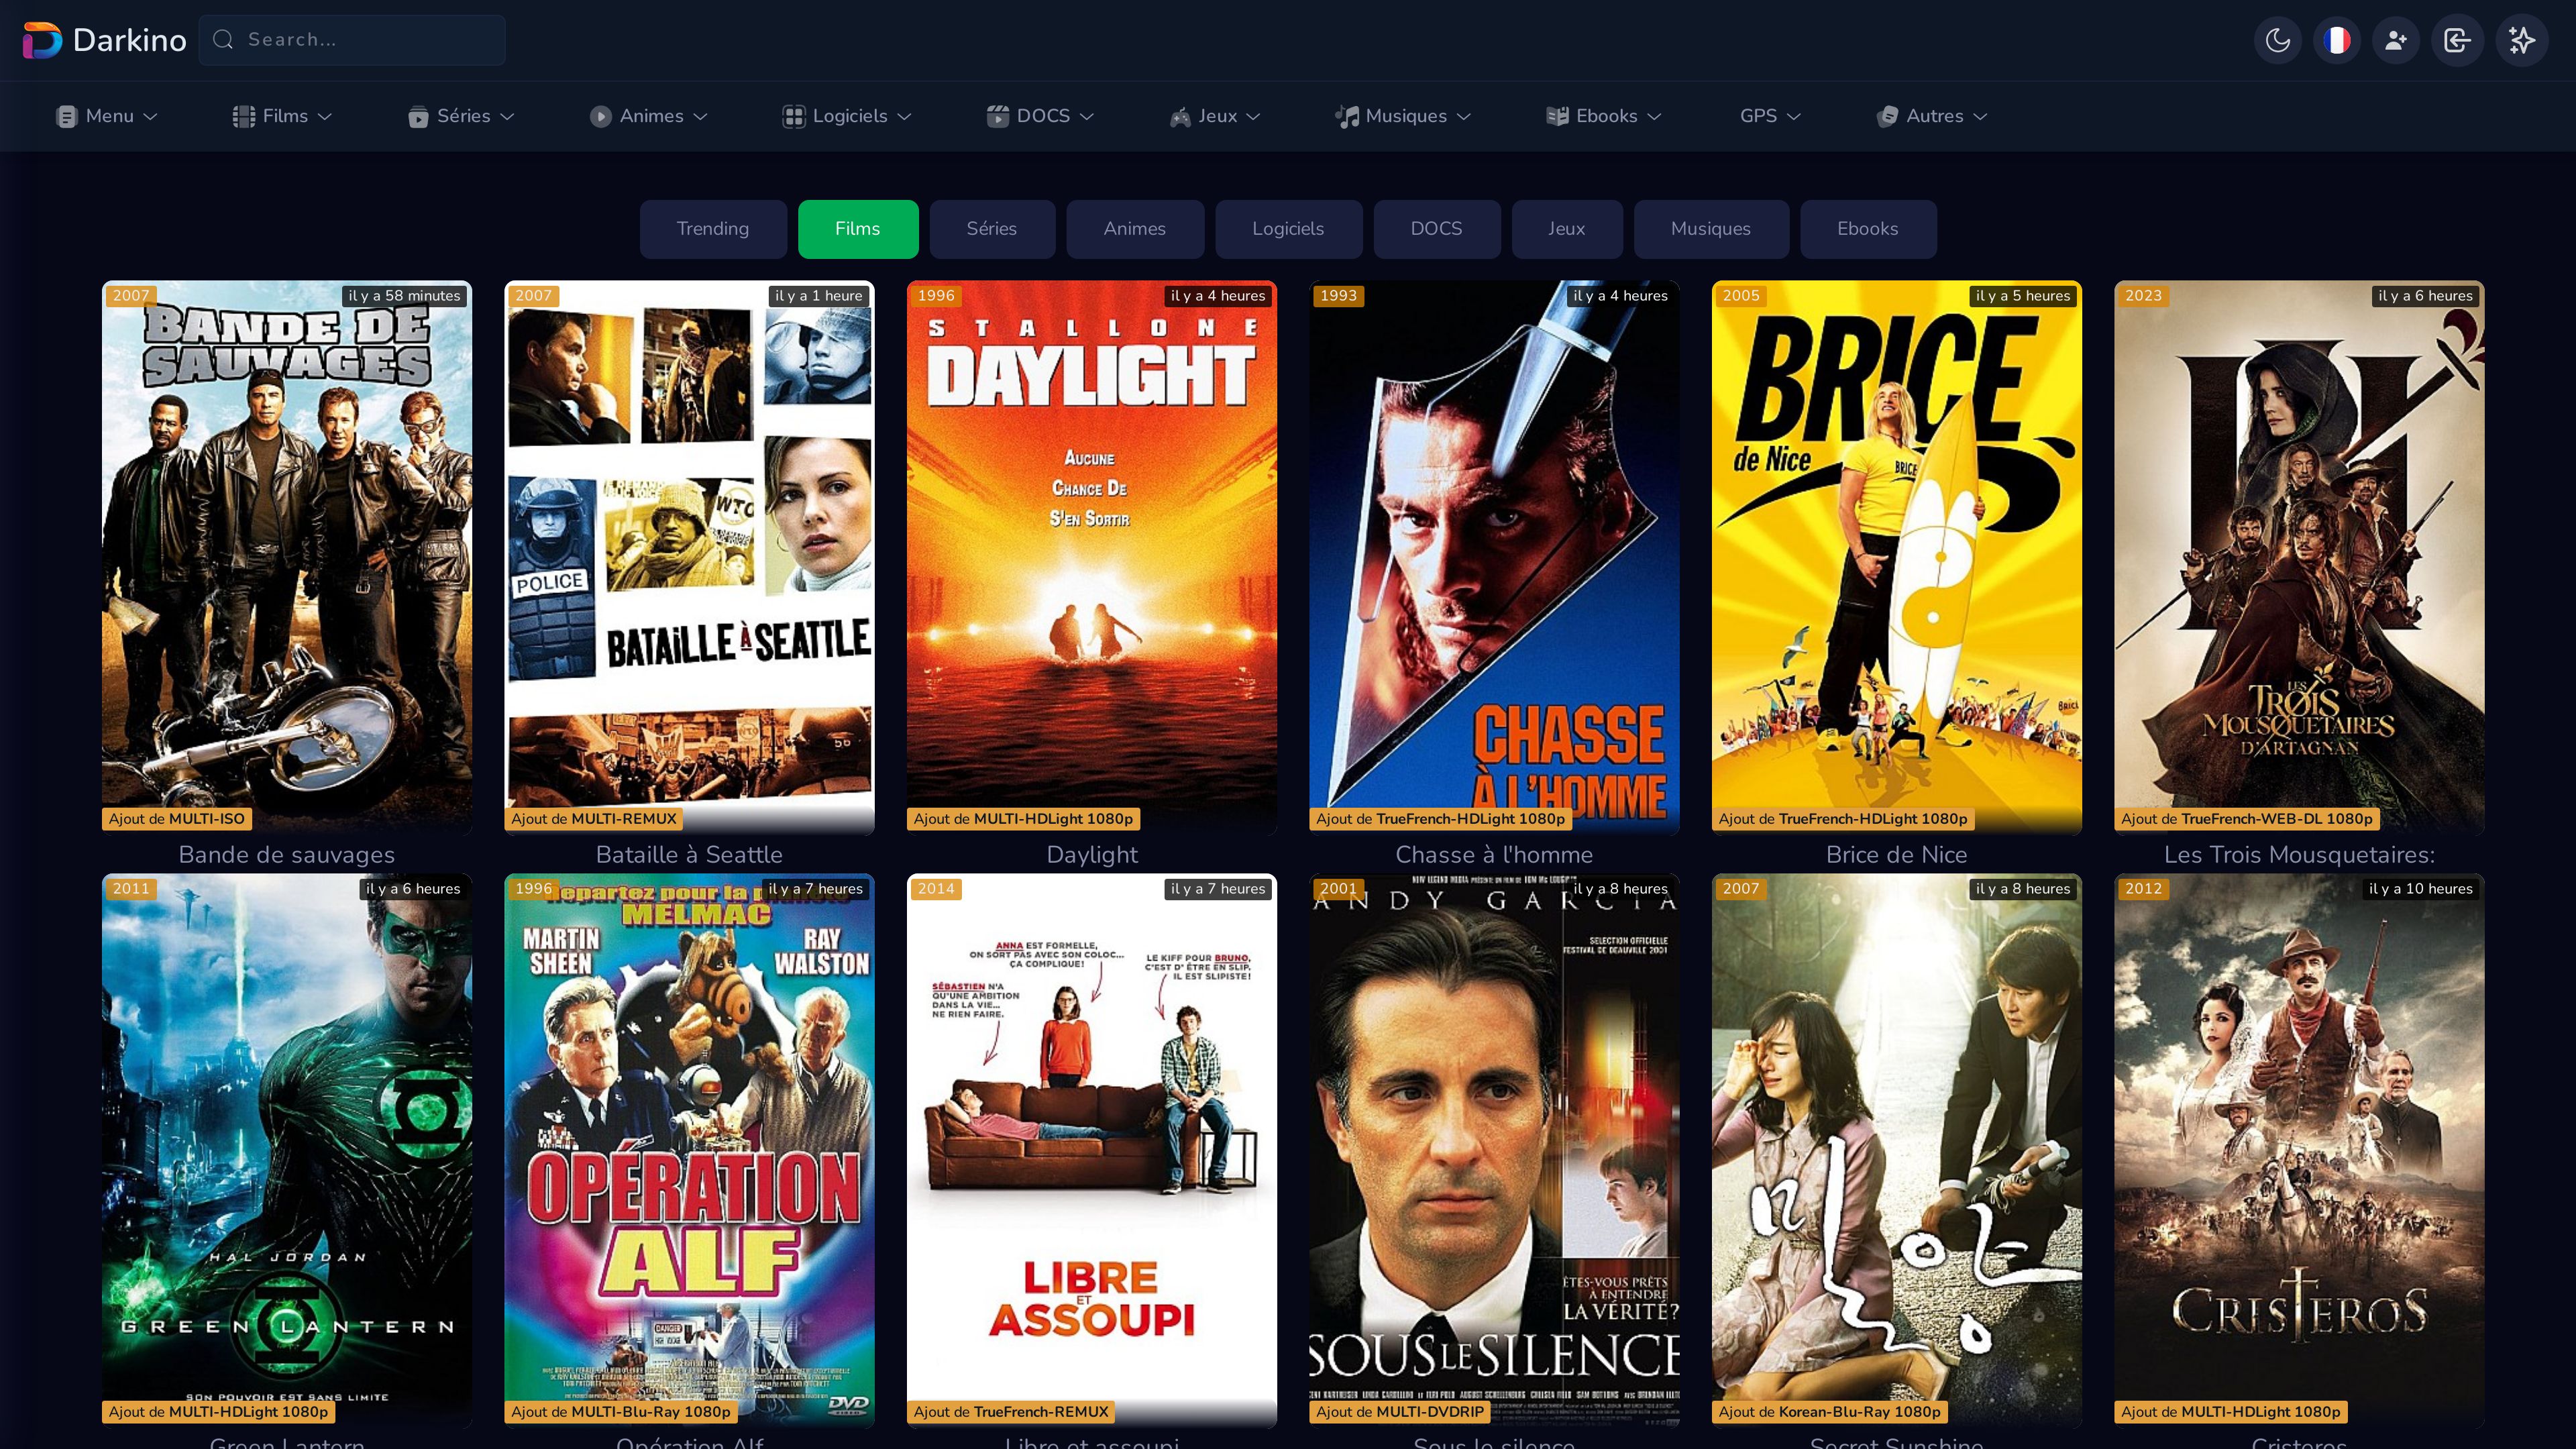 Darkino
Search...
Menu
Films
Séries
Animes
Logiciels
DOCS
Jeux
Musiques
Ebooks
GPS
Autres
Trending
Films
Séries
Animes
Logiciels
DOCS
Jeux
Musiques
Ebooks
2007
il y a 58 minutes
BANDE DE
SAUVAGES
Ajout de MULTI-ISO
Bande de sauvages
2007
il y a 1 heure
WTO
POLICE
BATAILLE À SEATTLE
Ajout de MULTI-REMUX
Bataille à Seattle
1996
il y a 4 heures
STALLONE
DAYLIGHT
AUCUNE
CHANCE DE
S'EN SORTIR
Ajout de MULTI-HDLight 1080p
Daylight
1993
il y a 4 heures
CHASSE
À L'HOMME
Ajout de TrueFrench-HDLight 1080p
Chasse à l'homme
2005
il y a 5 heures
BRICE
de Nice
BRICE
Ajout de TrueFrench-HDLight 1080p
Brice de Nice
2023
il y a 6 heures
LES
TROIS
MOUSQUETAIRES
D'ARTAGNAN
Ajout de TrueFrench-WEB-DL 1080p
Les Trois Mousquetaires:
2011
il y a 6 heures
HAL JORDAN
GREEN LANTERN
SON POUVOIR EST SANS LIMITE
Ajout de MULTI-HDLight 1080p
Green Lantern
1996
il y a 7 heures
Repartez pour la
MELMAC
MARTIN
SHEEN
RAY
WALSTON
OPÉRATION
ALF
DANGER
DVD
Ajout de MULTI-Blu-Ray 1080p
Opération Alf
2014
il y a 7 heures
ANNA EST FORMELLE,
ON SORT PAS AVEC SON COLOC...
ÇA COMPLIQUE!
LE KIFF POUR BRUNO,
C'EST D'ÊTRE EN SLIP.
IL EST SLIPISTE!
SÉBASTIEN N'A
QU'UNE AMBITION
DANS LA VIE...
NE RIEN FAIRE.
LIBRE
ET
ASSOUPI
Ajout de TrueFrench-REMUX
Libre et assoupi
2001
il y a 8 heures
ANDY GARCIA
SELECTION OFFICIELLE
FESTIVAL DE DEAUVILLE 2001
ÊTES-VOUS PRÊTS
À ENTENDRE
LA VÉRITÉ?
SOUS LE SILENCE
Ajout de MULTI-DVDRIP
Sous le silence
2007
il y a 8 heures
밀양
Ajout de Korean-Blu-Ray 1080p
Secret Sunshine
2012
il y a 10 heures
CRISTEROS
Ajout de MULTI-HDLight 1080p
Cristeros